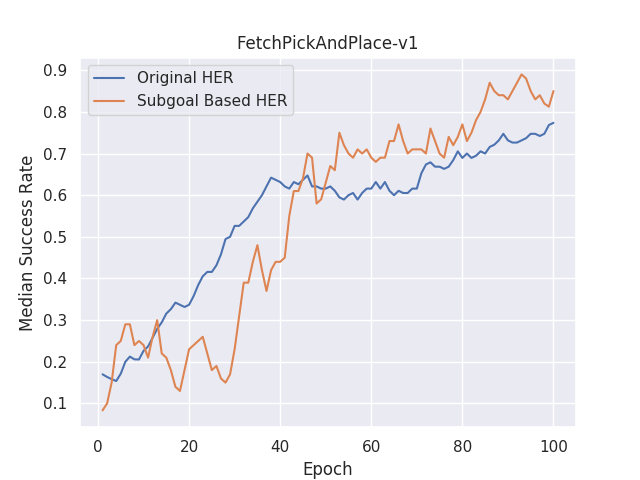 FetchPickAndPlace-v1
Original HER
Subgoal Based HER
Median Success Rate
0.9
0.8
0.7
0.6
0.5
0.4
0.3
0.2
0.1
0 20 40 60 80 100
Epoch